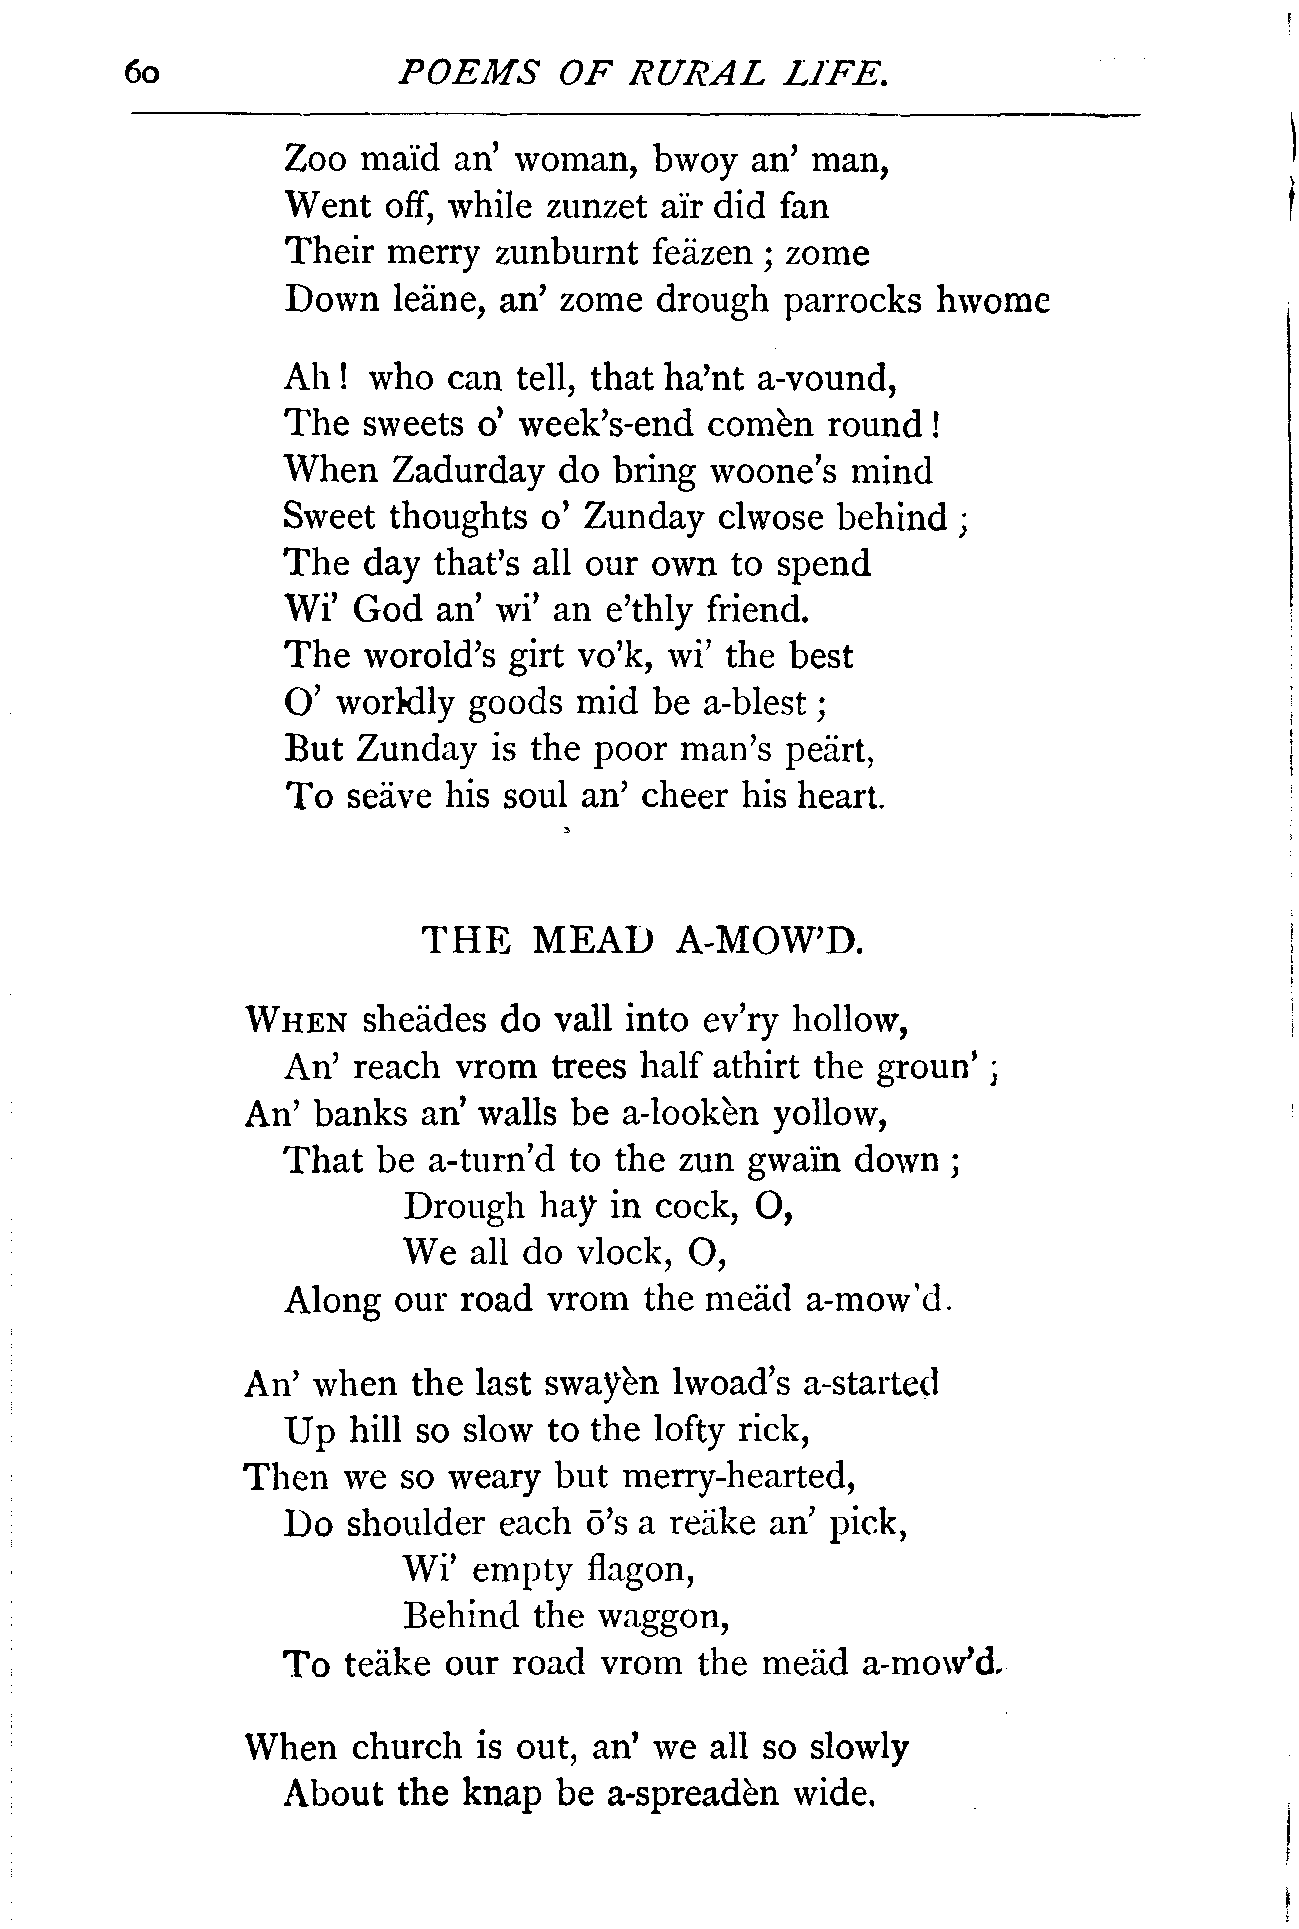 60 POEMS OF RURAL LIFE.
Zoo maïd an' woman, bwoy an' man,
Went off, while zunzet aïr did fan
Their merry zunburnt feäzen ; zome
Down leäne, an' zome drough parrocks hwome
Ah ! who can tell, that ha'nt a-vound,
The sweets o' week's-end comèn round !
When Zadurday do bring woone's mind
Sweet thoughts o' Zunday clwose behind ;
The day that's all our own to spend
Wi' God an' wi' an e'thly friend.
The worold's girt vo'k, wi' the best
O' worldly goods mid be a-blest ;
But Zunday is the poor man's peärt,
To seäve his soul an' cheer his heart.
THE MEAD A-MOW'D.
WHEN sheädes do vall into ev'ry hollow,
An' reach vrom trees half athirt the groun' ;
An' banks an' walls be a-lookèn yollow,
That be a-turn'd to the zun gwaïn down ;
Drough hay in cock, O,
We all do vlock, O,
Along our road vrom the meäd a-mow'd.
An' when the last swayèn lwoad's a-started
Up hill so slow to the lofty rick,
Then we so weary but merry-hearted,
Do shoulder each ō's a reäke an' pick,
Wi' empty flagon,
Behind the waggon,
To teäke our road vrom the meäd a-mow'd.
When church is out, an' we all so slowly
About the knap be a-spreadèn wide.